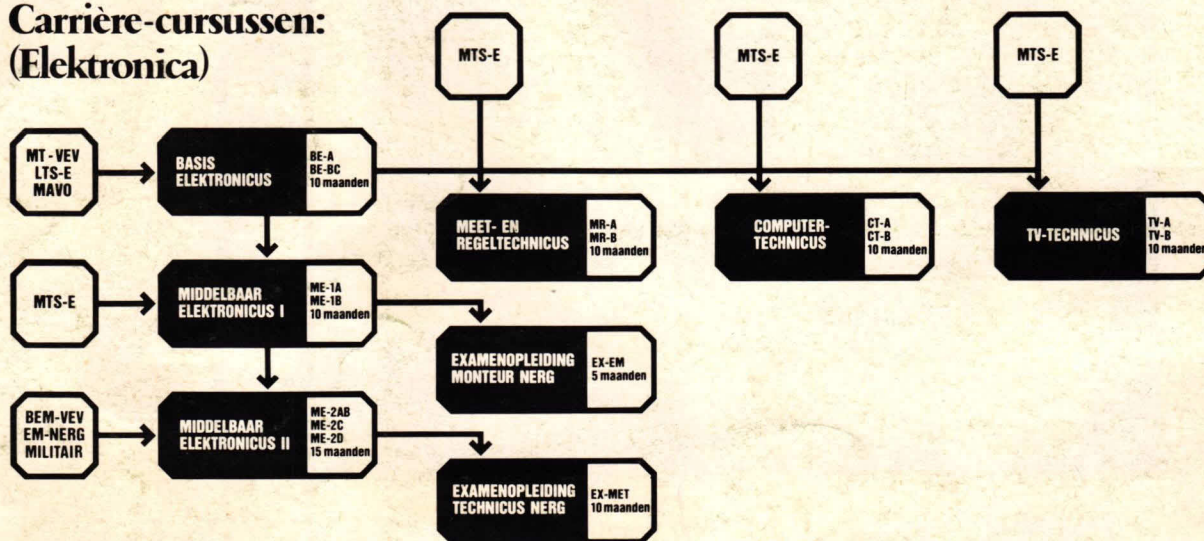 Carrière-cursussen:
(Elektronica)
MTS-E
MTS-E
MTS-E
MT-VEV
LTS-E
MAVO
BASIS
ELEKTRONICUS
BE-A
BE-BC
10 maanden
MEET- EN
REGELTECHNICUS
MR-A
MR-B
10 maanden
COMPUTER-
TECHNICUS
CT-A
CT-B
10 maanden
TV-TECHNICUS
TV-A
TV-B
10 maanden
MTS-E
MIDDELBAAR
ELEKTRONICUS I
ME-1A
ME-1B
10 maanden
EXAMENOPLEIDING
MONTEUR NERG
EX-EM
5 maanden
BEM-VEV
EM-NERG
MILITAIR
MIDDELBAAR
ELEKTRONICUS II
ME-2AB
ME-2C
ME-2D
15 maanden
EXAMENOPLEIDING
TECHNICUS NERG
EX-MET
10 maanden